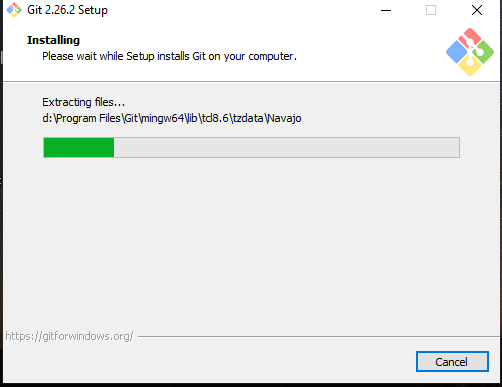 Git 2.26.2 Setup
Installing
Please wait while Setup installs Git on your computer.
Extracting files...
d:\Program Files\Git\mingw64\lib\tcl8.6\tzdata\Navajo
https://gitforwindows.org/
Cancel